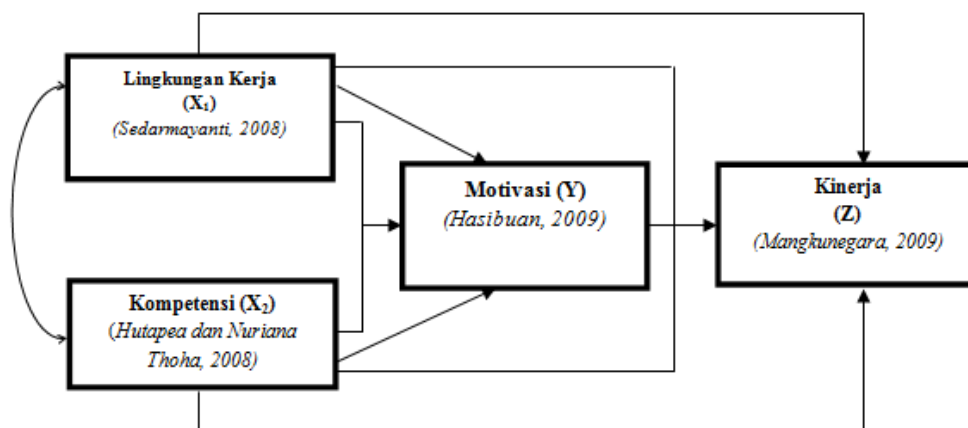 Lingkungan Kerja
(X₁)
(Sedarmayanti, 2008)
Motivasi (Y)
(Hasibuan, 2009)
Kinerja
(Z)
(Mangkunegara, 2009)
Kompetensi (X₂)
(Hutapea dan Nuriana
Thoha, 2008)